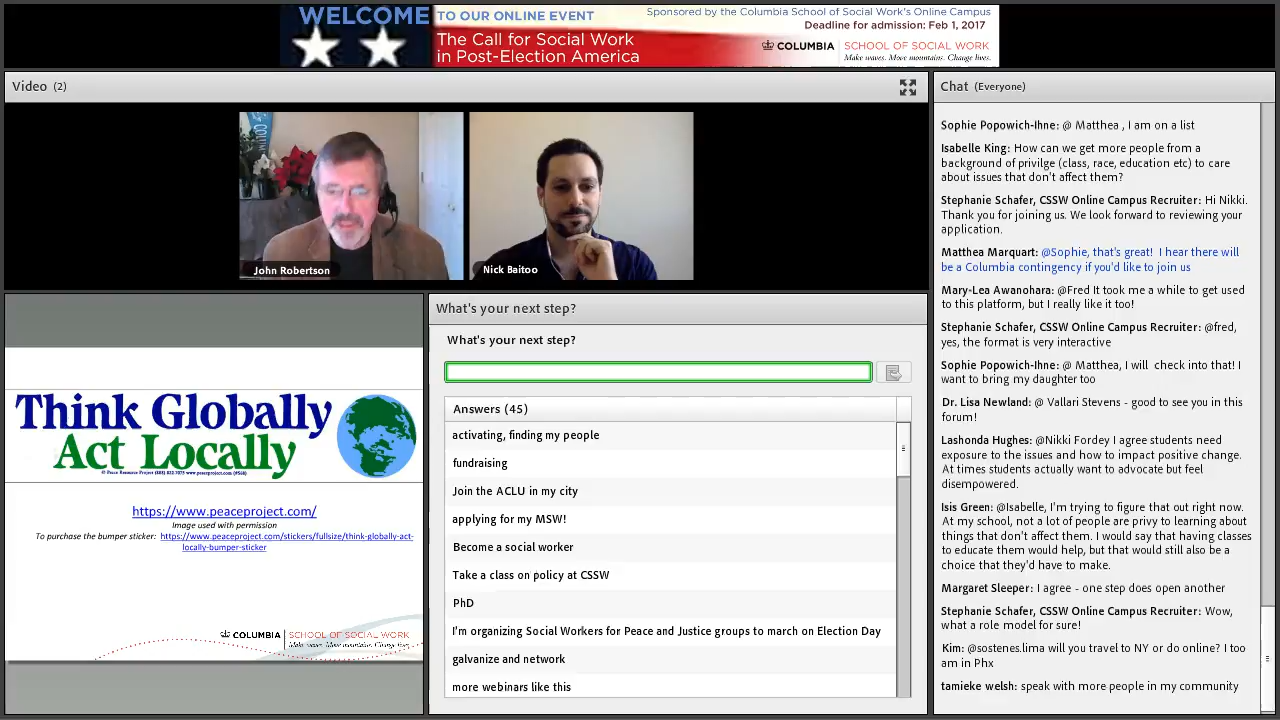 WELCOME TO OUR ONLINE EVENT
The Call for Social Work
in Post-Election America
Sponsored by the Columbia School of Social Work's Online Campus
Deadline for admission: Feb 1, 2017
COLUMBIA | SCHOOL OF SOCIAL WORK
Make waves. Move mountains. Change lives.
Video (2)
John Robertson
Nick Baitoo
Think Globally
Act Locally
https://www.peaceproject.com/
Image used with permission
To purchase the bumper sticker: https://www.peaceproject.com/stickers/fullsize/think-globally-act-
locally-bumper-sticker
COLUMBIA | SCHOOL OF SOCIAL WORK
Make waves. Move mountains. Change lives.
What's your next step?
What's your next step?
Answers (45)
activating, finding my people
fundraising
Join the ACLU in my city
applying for my MSW!
Become a social worker
Take a class on policy at CSSW
PhD
I'm organizing Social Workers for Peace and Justice groups to march on Election Day
galvanize and network
more webinars like this
Chat (Everyone)
Sophie Popowich-Ihne: @ Matthea , I am on a list
Isabelle King: How can we get more people from a
background of privilge (class, race, education etc) to care
about issues that don't affect them?
Stephanie Schafer, CSSW Online Campus Recruiter: Hi Nikki.
Thank you for joining us. We look forward to reviewing your
application.
Matthea Marquart: @Sophie, that's great! I hear there will
be a Columbia contingency if you'd like to join us
Mary-Lea Awanohara: @Fred It took me a while to get used
to this platform, but I really like it too!
Stephanie Schafer, CSSW Online Campus Recruiter: @fred,
yes, the format is very interactive
Sophie Popowich-Ihne: @ Matthea, I will check into that! I
want to bring my daughter too
Dr. Lisa Newland: @ Vallari Stevens - good to see you in this
forum!
Lashonda Hughes: @Nikki Fordey I agree students need
exposure to the issues and how to impact positive change.
At times students actually want to advocate but feel
disempowered.
Isis Green: @Isabelle, I'm trying to figure that out right now.
At my school, not a lot of people are privy to learning about
things that don't affect them. I would say that having classes
to educate them would help, but that would still also be a
choice that they'd have to make.
Margaret Sleeper: I agree - one step does open another
Stephanie Schafer, CSSW Online Campus Recruiter: Wow,
what a role model for sure!
Kim: @sostenes.lima will you travel to NY or do online? I too
am in Phx
tamieke welsh: speak with more people in my community